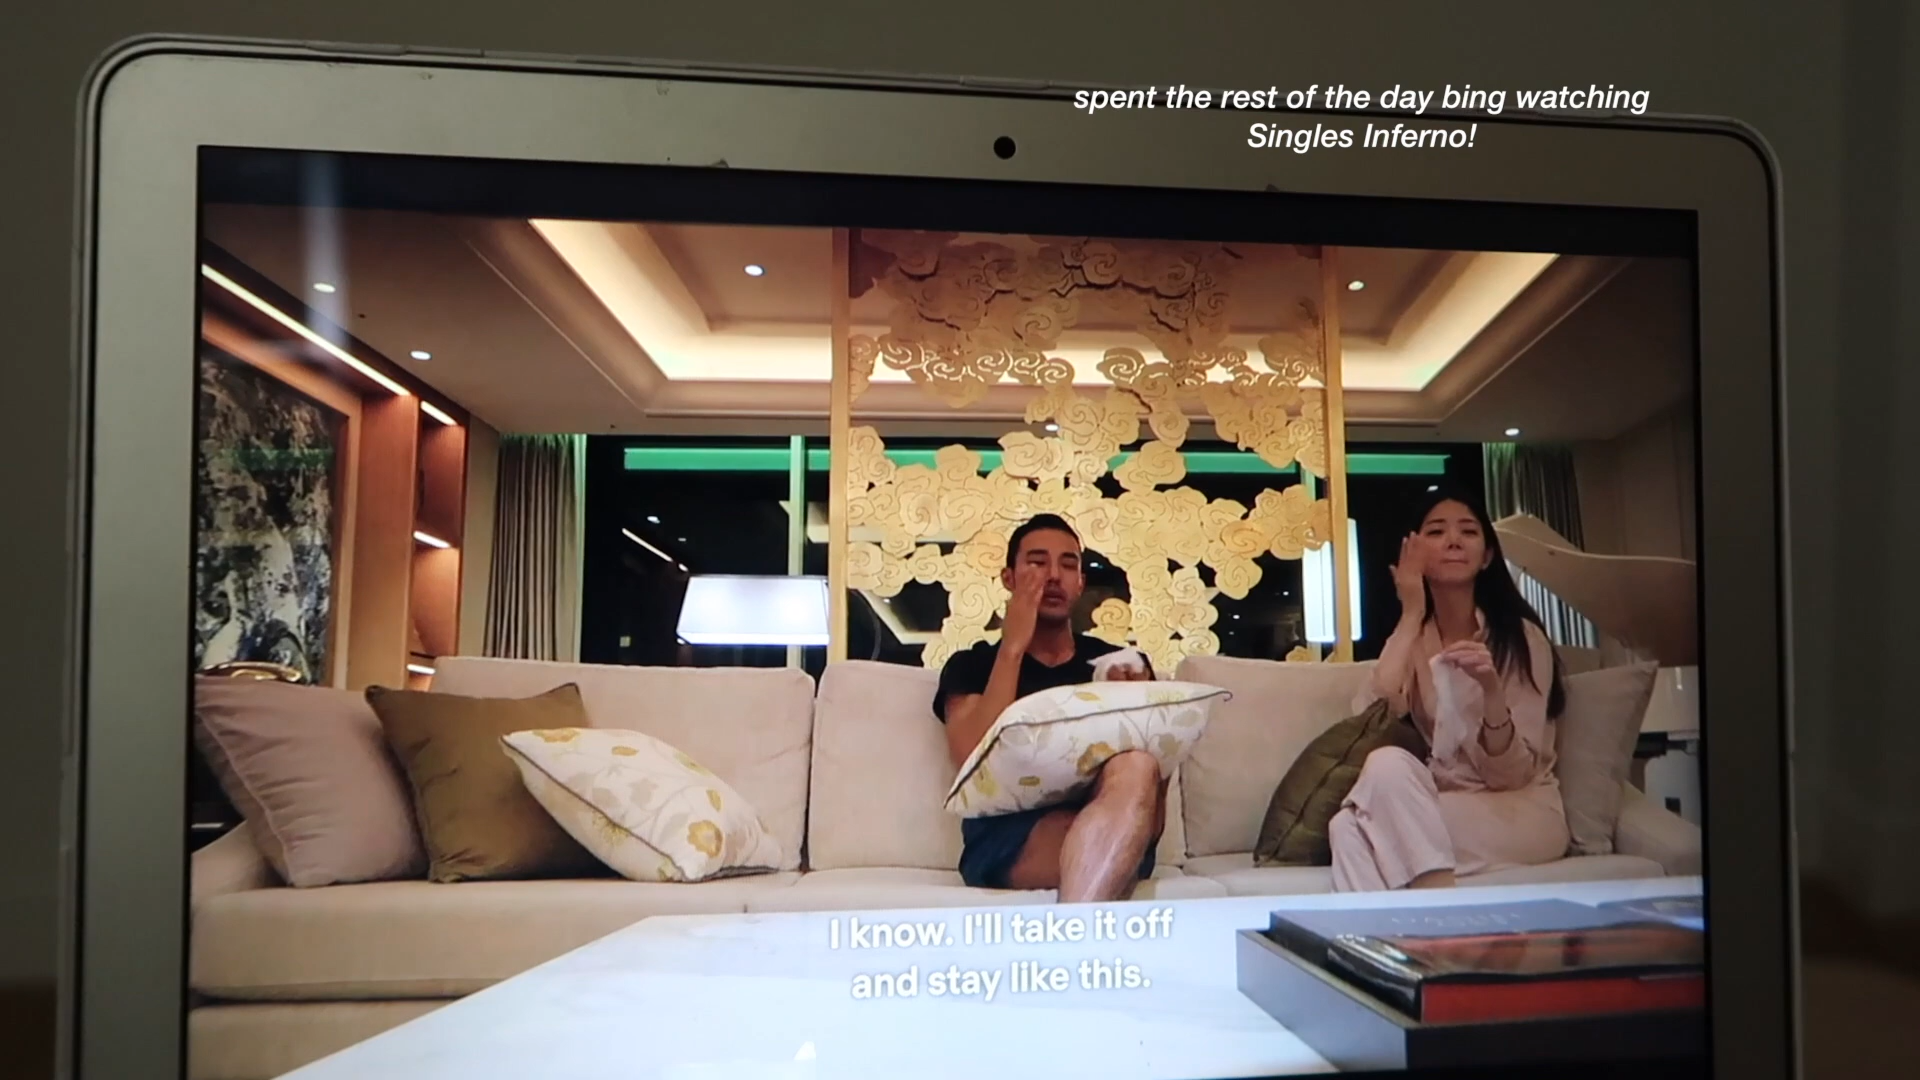 spent the rest of the day bing watching
Singles Inferno!
I know. I'll take it off
and stay like this.